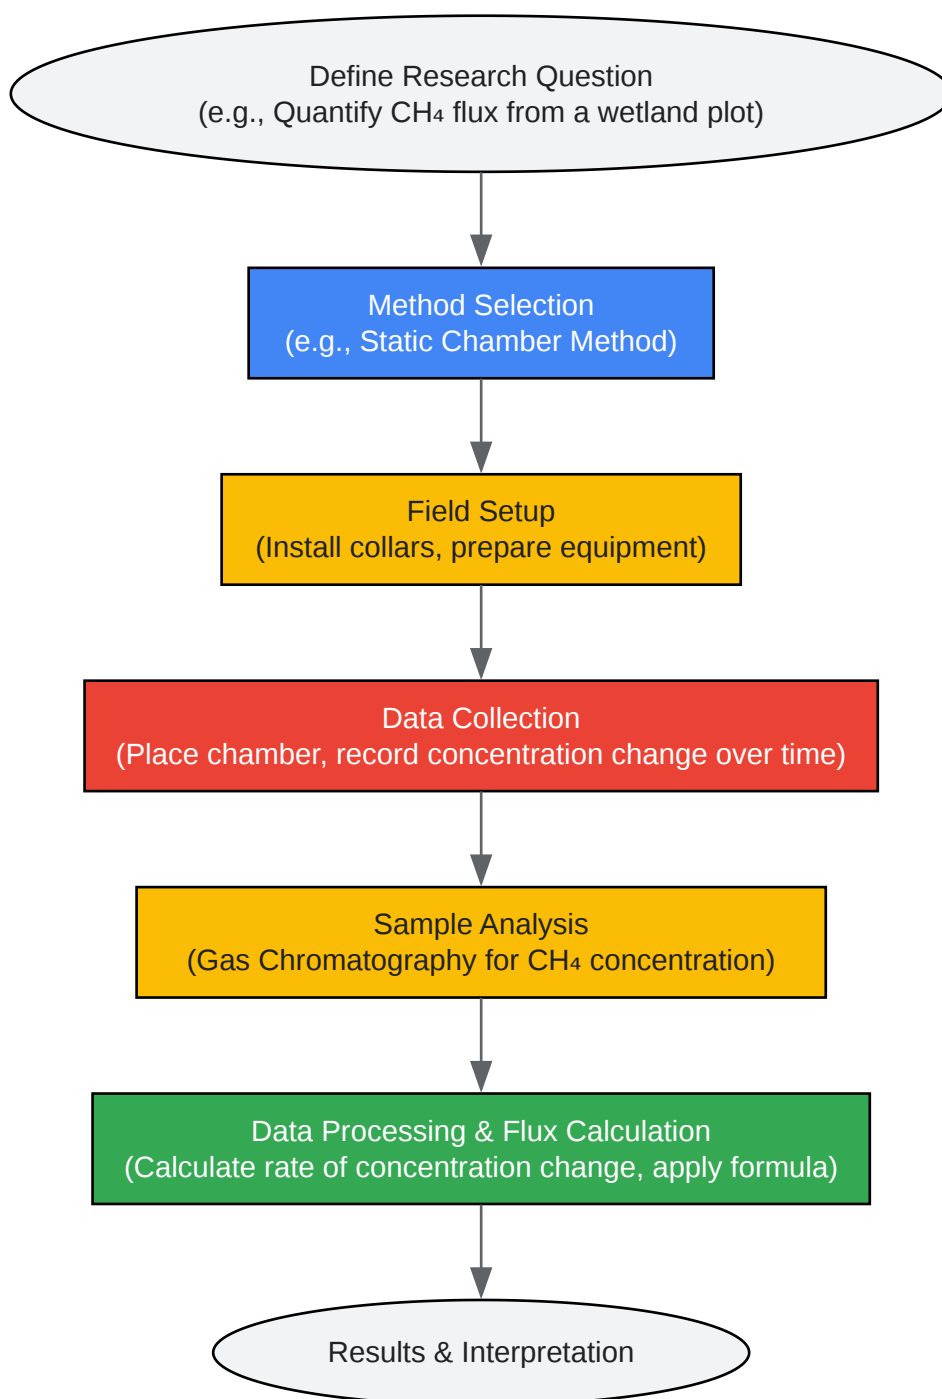 Define Research Question
(e.g., Quantify CH₄ flux from a wetland plot)
Method Selection
(e.g., Static Chamber Method)
Field Setup
(Install collars, prepare equipment)
Data Collection
(Place chamber, record concentration change over time)
Sample Analysis
(Gas Chromatography for CH₄ concentration)
Data Processing & Flux Calculation
(Calculate rate of concentration change, apply formula)
Results & Interpretation